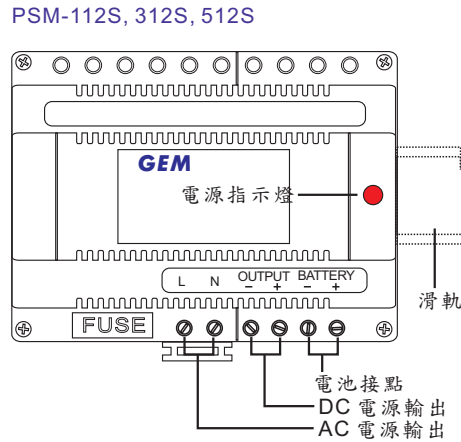 PSM-112S, 312S, 512S
GEM
電源指示燈
L N OUTPUT BATTERY
− + − +
滑軌
FUSE
電池接點
DC 電源輸出
AC 電源輸出